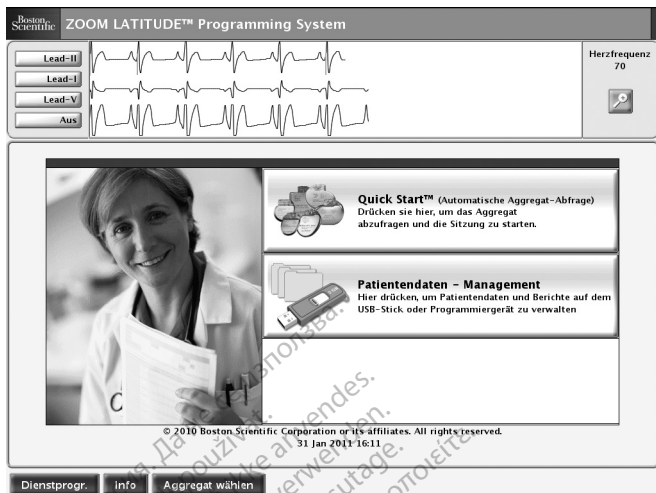 Boston Scientific
ZOOM LATITUDE™ Programming System
Lead-II
Lead-I
Lead-V
Aus
Herzfrequenz
70
Quick Start™ (Automatische Aggregat-Abfrage)
Drücken sie hier, um das Aggregat
abzufragen und die Sitzung zu starten.
Patientendaten - Management
Hier drücken, um Patientendaten und Berichte auf dem
USB-Stick oder Programmiergerät zu verwalten
© 2010 Boston Scientific Corporation or its affiliates. All rights reserved.
31 Jan 2011 16:11
Dienstprogr.
Info
Aggregat wählen